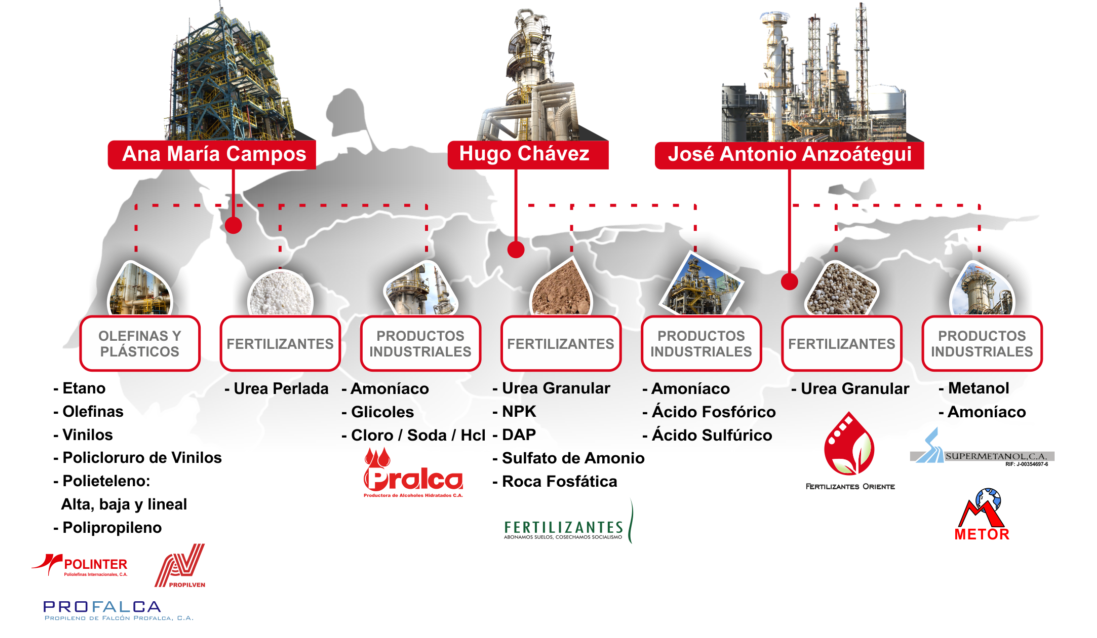 Ana María Campos
Hugo Chávez
José Antonio Anzoátegui
OLEFINAS Y
PLÁSTICOS
FERTILIZANTES
PRODUCTOS
INDUSTRIALES
FERTILIZANTES
PRODUCTOS
INDUSTRIALES
FERTILIZANTES
PRODUCTOS
INDUSTRIALES
- Etano
- Olefinas
- Vinilos
- Policloruro de Vinilos
- Polieteleno:
Alta, baja y lineal
- Polipropileno
POLINTER
Poliolefinas Internacionales, C.A.
PROPILVEN
PROFALCA
PROPILENO DE FALCÓN PROFALCA, C.A.
- Urea Perlada
- Amoníaco
- Glicoles
- Cloro / Soda / Hcl
Pralca
Productora de Alcoholes Hidratados C.A.
- Urea Granular
- NPK
- DAP
- Sulfato de Amonio
- Roca Fosfática
FERTILIZANTES
ABONAMOS SUELOS, COSECHAMOS SOCIALISMO
- Amoníaco
- Ácido Fosfórico
- Ácido Sulfúrico
- Urea Granular
FERTILIZANTES ORIENTE
- Metanol
- Amoníaco
SUPERMETANOL, C.A.
RIF: J-00354697-6
METOR